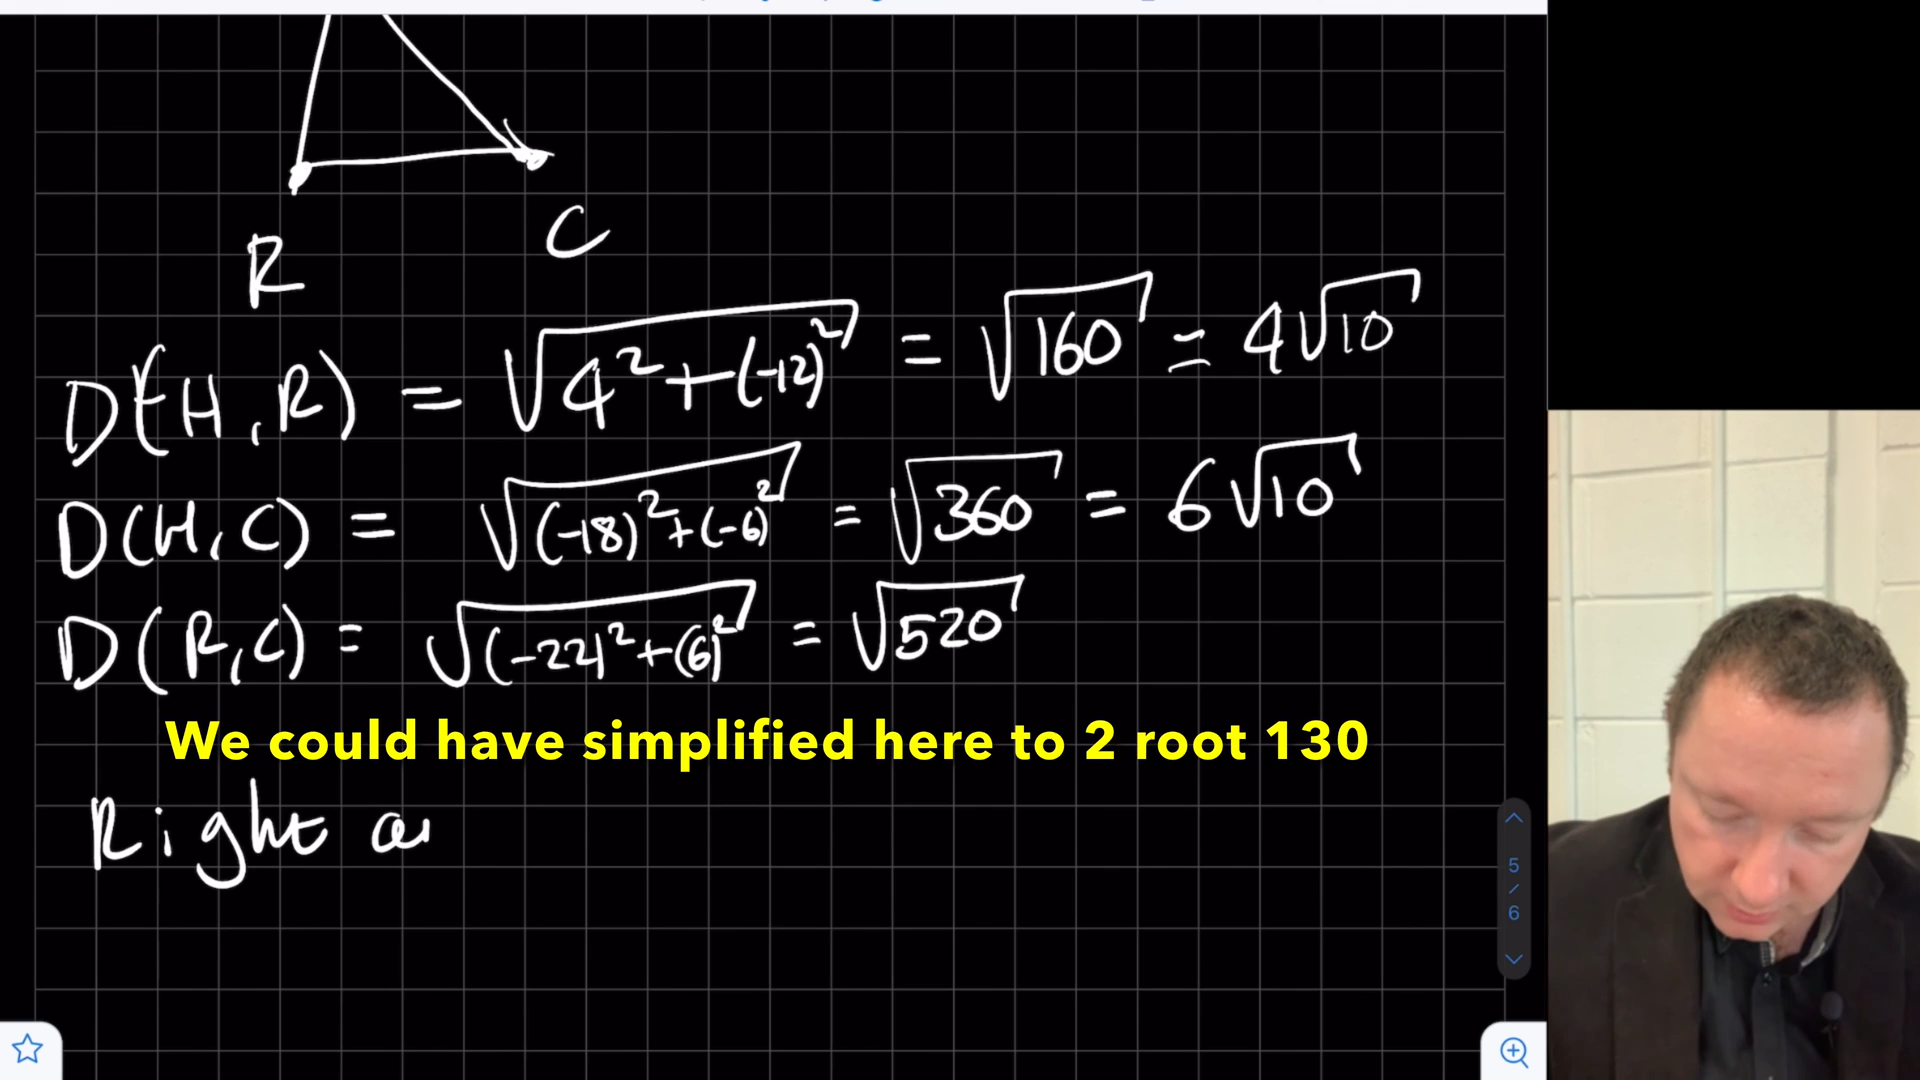 R
C
D(H,R) = √(4²+(-12)²) = √160 = 4√10
D(H,C) = √((-18)²+(-6)²) = √360 = 6√10
D(R,C) = √((-22)²+(6)²) = √520
We could have simplified here to 2 root 130
Right
5
/
6